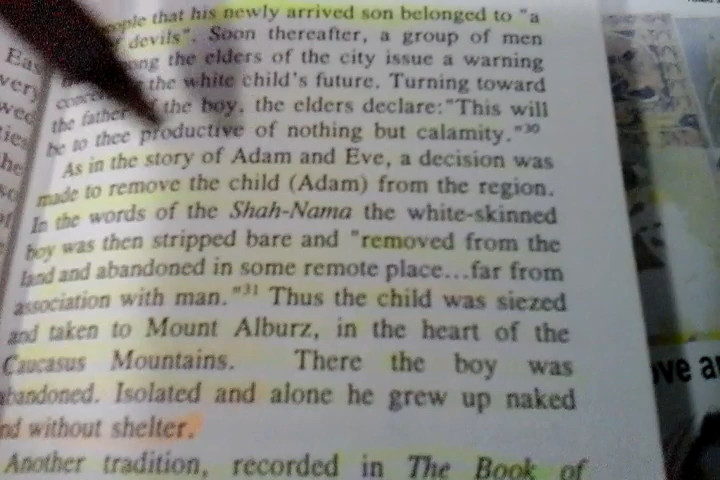 that his newly arrived son belonged to "a
devils". Soon thereafter, a group of men
the elders of the city issue a warning
the white child's future. Turning toward
the father the boy, the elders declare:"This will
be to thee productive of nothing but calamity."30
As in the story of Adam and Eve, a decision was
made to remove the child (Adam) from the region.
In the words of the Shah-Nama the white-skinned
boy was then stripped bare and "removed from the
land and abandoned in some remote place...far from
association with man."31 Thus the child was siezed
and taken to Mount Alburz, in the heart of the
Caucasus Mountains. There the boy was
abandoned. Isolated and alone he grew up naked
nd without shelter.
Another tradition, recorded in The Book of